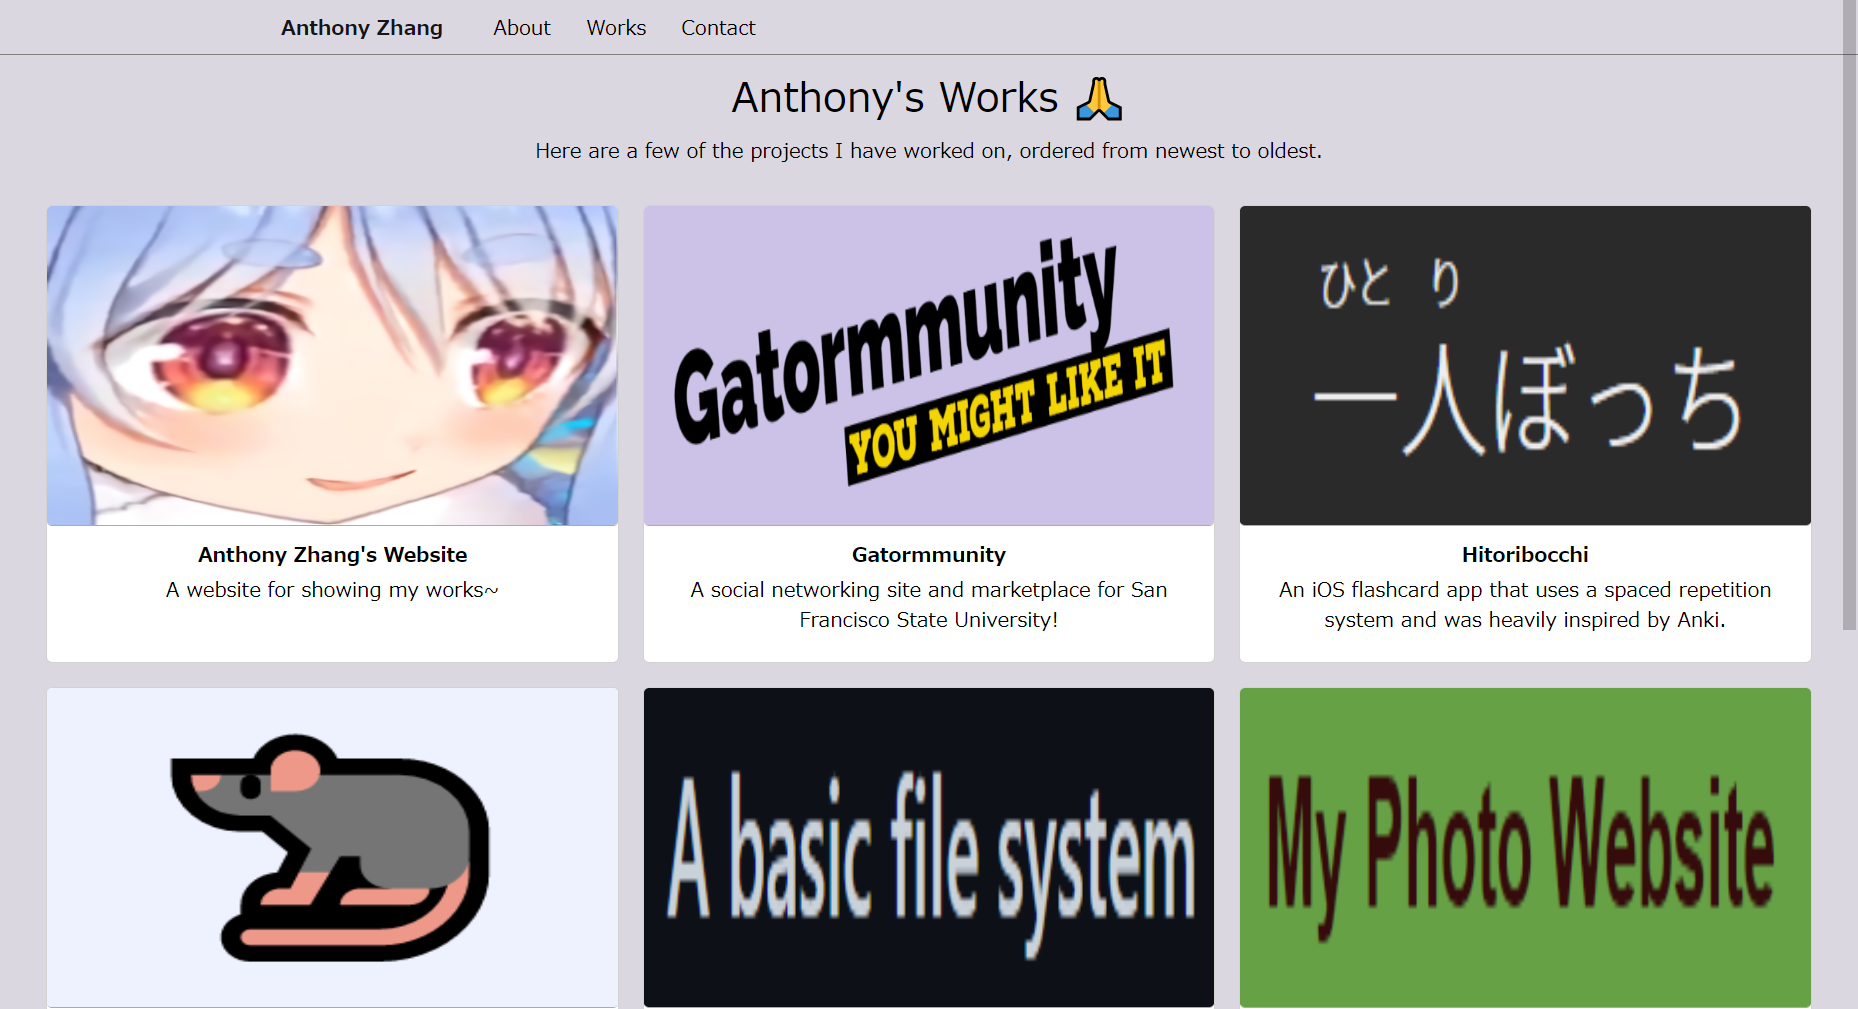 Anthony Zhang About Works Contact
Anthony's Works 🙏
Here are a few of the projects I have worked on, ordered from newest to oldest.
Gatormmunity
YOU MIGHT LIKE IT
ひとり
一人ぼっち
Anthony Zhang's Website
A website for showing my works~
Gatormmunity
A social networking site and marketplace for San
Francisco State University!
Hitoribocchi
An iOS flashcard app that uses a spaced repetition
system and was heavily inspired by Anki.
A basic file system
My Photo Website